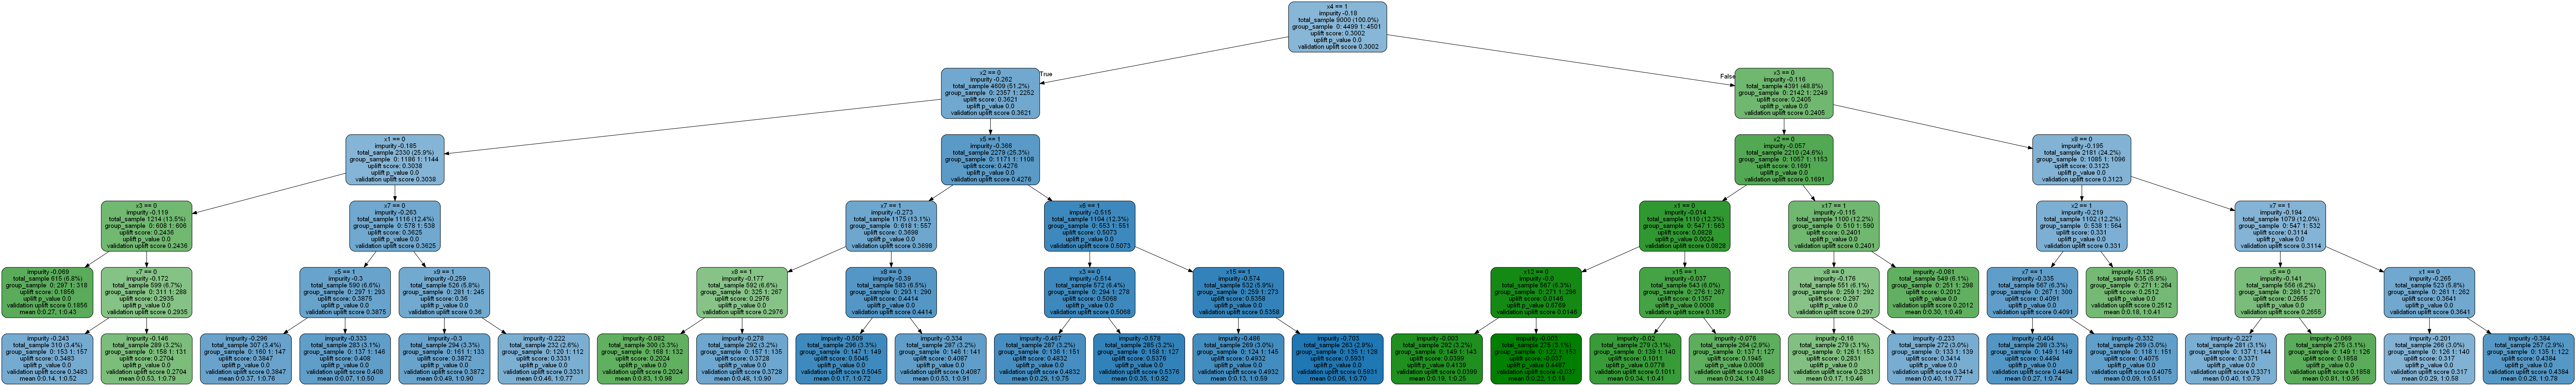 x4 == 1
impurity -0.18
total_sample 9000 (100.0%)
group_sample 0: 4499 1: 4501
uplift score: 0.3002
uplift p_value 0.0
validation uplift score 0.3002
True
False
x2 == 0
impurity -0.262
total_sample 4609 (51.2%)
group_sample 0: 2357 1: 2252
uplift score: 0.3621
uplift p_value 0.0
validation uplift score 0.3621
x3 == 0
impurity -0.116
total_sample 4391 (48.8%)
group_sample 0: 2142 1: 2249
uplift score: 0.2405
uplift p_value 0.0
validation uplift score 0.2405
x1 == 0
impurity -0.185
total_sample 2330 (25.9%)
group_sample 0: 1186 1: 1144
uplift score: 0.3038
uplift p_value 0.0
validation uplift score 0.3038
x5 == 1
impurity -0.366
total_sample 2279 (25.3%)
group_sample 0: 1171 1: 1108
uplift score: 0.4276
uplift p_value 0.0
validation uplift score 0.4276
x2 == 0
impurity -0.057
total_sample 2210 (24.6%)
group_sample 0: 1057 1: 1153
uplift score: 0.1691
uplift p_value 0.0
validation uplift score 0.1691
impurity -0.195
total_sample 2181 (24.2%)
group_sample 0: 1085 1: 1096
uplift score: 0.3123
uplift p_value 0.0
validation uplift score 0.3123
x3 == 0
impurity -0.119
total_sample 1214 (13.5%)
group_sample 0: 608 1: 606
uplift score: 0.2436
uplift p_value 0.0
validation uplift score 0.2436
x7 == 0
impurity -0.263
total_sample 1116 (12.4%)
group_sample 0: 578 1: 538
uplift score: 0.3625
uplift p_value 0.0
validation uplift score 0.3625
x7 == 1
impurity -0.273
total_sample 1175 (13.1%)
group_sample 0: 618 1: 557
uplift score: 0.3698
uplift p_value 0.0
validation uplift score 0.3698
x6 == 1
impurity -0.515
total_sample 1104 (12.3%)
group_sample 0: 553 1: 551
uplift score: 0.5073
uplift p_value 0.0
validation uplift score 0.5073
x1 == 0
impurity -0.014
total_sample 1110 (12.3%)
group_sample 0: 547 1: 563
uplift score: 0.0828
uplift p_value 0.0024
validation uplift score 0.0828
x17 == 1
impurity -0.115
total_sample 1100 (12.2%)
group_sample 0: 510 1: 590
uplift score: 0.2401
uplift p_value 0.0
validation uplift score 0.2401
x2 == 1
impurity -0.219
total_sample 1102 (12.2%)
group_sample 0: 538 1: 564
uplift score: 0.331
uplift p_value 0.0
validation uplift score 0.331
x7 == 1
impurity -0.194
total_sample 1079 (12.0%)
group_sample 0: 547 1: 532
uplift score: 0.3114
uplift p_value 0.0
validation uplift score 0.3114
impurity -0.069
total_sample 615 (6.8%)
group_sample 0: 297 1: 318
uplift score: 0.1856
uplift p_value 0.0
validation uplift score 0.1856
mean 0:0.27, 1:0.43
x7 == 0
impurity -0.172
total_sample 599 (6.7%)
group_sample 0: 311 1: 288
uplift score: 0.2935
uplift p_value 0.0
validation uplift score 0.2935
x5 == 1
impurity -0.3
total_sample 590 (6.6%)
group_sample 0: 297 1: 293
uplift score: 0.3875
uplift p_value 0.0
validation uplift score 0.3875
x9 == 1
impurity -0.259
total_sample 526 (5.8%)
group_sample 0: 281 1: 245
uplift score: 0.36
uplift p_value 0.0
validation uplift score 0.36
impurity -0.177
total_sample 592 (6.6%)
group_sample 0: 325 1: 267
uplift score: 0.2976
uplift p_value 0.0
validation uplift score 0.2976
impurity -0.39
total_sample 583 (6.5%)
group_sample 0: 293 1: 290
uplift score: 0.4414
uplift p_value 0.0
validation uplift score 0.4414
x3 == 0
impurity -0.514
total_sample 572 (6.4%)
group_sample 0: 294 1: 278
uplift score: 0.5068
uplift p_value 0.0
validation uplift score 0.5068
x15 == 1
impurity -0.574
total_sample 532 (5.9%)
group_sample 0: 259 1: 273
uplift score: 0.5358
uplift p_value 0.0
validation uplift score 0.5358
x12 == 0
impurity -0.0
total_sample 567 (6.3%)
group_sample 0: 271 1: 296
uplift score: 0.0146
uplift p_value 0.6769
validation uplift score 0.0146
x15 == 1
impurity -0.037
total_sample 543 (6.0%)
group_sample 0: 276 1: 267
uplift score: 0.1357
uplift p_value 0.0008
validation uplift score 0.1357
impurity -0.176
total_sample 551 (6.1%)
group_sample 0: 259 1: 292
uplift score: 0.297
uplift p_value 0.0
validation uplift score 0.297
impurity -0.081
total_sample 549 (6.1%)
group_sample 0: 251 1: 298
uplift score: 0.2012
uplift p_value 0.0
validation uplift score 0.2012
mean 0:0.30, 1:0.49
x7 == 1
impurity -0.335
total_sample 567 (6.3%)
group_sample 0: 267 1: 300
uplift score: 0.4091
uplift p_value 0.0
validation uplift score 0.4091
impurity -0.126
total_sample 535 (5.9%)
group_sample 0: 271 1: 264
uplift score: 0.2512
uplift p_value 0.0
validation uplift score 0.2512
mean 0:0.18, 1:0.41
x5 == 0
impurity -0.141
total_sample 556 (6.2%)
group_sample 0: 286 1: 270
uplift score: 0.2655
uplift p_value 0.0
validation uplift score 0.2655
x1 == 0
impurity -0.265
total_sample 523 (5.8%)
group_sample 0: 261 1: 262
uplift score: 0.3641
uplift p_value 0.0
validation uplift score 0.3641
impurity -0.243
total_sample 310 (3.4%)
group_sample 0: 153 1: 157
uplift score: 0.3483
uplift p_value 0.0
validation uplift score 0.3483
mean 0:0.14, 1:0.52
impurity -0.146
total_sample 289 (3.2%)
group_sample 0: 158 1: 131
uplift score: 0.2704
uplift p_value 0.0
validation uplift score 0.2704
mean 0:0.53, 1:0.79
impurity -0.296
total_sample 307 (3.4%)
group_sample 0: 160 1: 147
uplift score: 0.3847
uplift p_value 0.0
validation uplift score 0.3847
mean 0:0.37, 1:0.76
impurity -0.333
total_sample 283 (3.1%)
group_sample 0: 137 1: 146
uplift score: 0.408
uplift p_value 0.0
validation uplift score 0.408
mean 0:0.07, 1:0.50
impurity -0.3
total_sample 294 (3.3%)
group_sample 0: 161 1: 133
uplift score: 0.3872
uplift p_value 0.0
validation uplift score 0.3872
mean 0:0.49, 1:0.90
impurity -0.222
total_sample 232 (2.6%)
group_sample 0: 120 1: 112
uplift score: 0.3331
uplift p_value 0.0
validation uplift score 0.3331
mean 0:0.46, 1:0.77
impurity -0.082
total_sample 300 (3.3%)
group_sample 0: 168 1: 132
uplift score: 0.2024
uplift p_value 0.0
validation uplift score 0.2024
mean 0:0.83, 1:0.98
impurity -0.278
total_sample 292 (3.2%)
group_sample 0: 157 1: 135
uplift score: 0.3728
uplift p_value 0.0
validation uplift score 0.3728
mean 0:0.48, 1:0.90
impurity -0.509
total_sample 296 (3.3%)
group_sample 0: 147 1: 149
uplift score: 0.5045
uplift p_value 0.0
validation uplift score 0.5045
mean 0:0.17, 1:0.72
impurity -0.334
total_sample 287 (3.2%)
group_sample 0: 146 1: 141
uplift score: 0.4087
uplift p_value 0.0
validation uplift score 0.4087
mean 0:0.53, 1:0.91
impurity -0.467
total_sample 287 (3.2%)
group_sample 0: 136 1: 151
uplift score: 0.4832
uplift p_value 0.0
validation uplift score 0.4832
mean 0:0.29, 1:0.75
impurity -0.578
total_sample 285 (3.2%)
group_sample 0: 158 1: 127
uplift score: 0.5376
uplift p_value 0.0
validation uplift score 0.5376
mean 0:0.35, 1:0.92
impurity -0.486
total_sample 269 (3.0%)
group_sample 0: 124 1: 145
uplift score: 0.4932
uplift p_value 0.0
validation uplift score 0.4932
mean 0:0.13, 1:0.59
impurity -0.703
total_sample 263 (2.9%)
group_sample 0: 135 1: 128
uplift score: 0.5931
uplift p_value 0.0
validation uplift score 0.5931
mean 0:0.06, 1:0.70
impurity -0.003
total_sample 292 (3.2%)
group_sample 0: 149 1: 143
uplift score: 0.0399
uplift p_value 0.4139
validation uplift score 0.0399
mean 0:0.19, 1:0.25
impurity -0.003
total_sample 275 (3.1%)
group_sample 0: 122 1: 153
uplift score: -0.037
uplift p_value 0.4487
validation uplift score -0.037
mean 0:0.22, 1:0.15
impurity -0.02
total_sample 279 (3.1%)
group_sample 0: 139 1: 140
uplift score: 0.1011
uplift p_value 0.0778
validation uplift score 0.1011
mean 0:0.34, 1:0.41
impurity -0.076
total_sample 264 (2.9%)
group_sample 0: 137 1: 127
uplift score: 0.1945
uplift p_value 0.0006
validation uplift score 0.1945
mean 0:0.24, 1:0.48
impurity -0.16
total_sample 279 (3.1%)
group_sample 0: 126 1: 153
uplift score: 0.2831
uplift p_value 0.0
validation uplift score 0.2831
mean 0:0.17, 1:0.46
impurity -0.233
total_sample 272 (3.0%)
group_sample 0: 133 1: 139
uplift score: 0.3414
uplift p_value 0.0
validation uplift score 0.3414
mean 0:0.40, 1:0.77
impurity -0.404
total_sample 298 (3.3%)
group_sample 0: 149 1: 149
uplift score: 0.4494
uplift p_value 0.0
validation uplift score 0.4494
mean 0:0.27, 1:0.74
impurity -0.332
total_sample 269 (3.0%)
group_sample 0: 118 1: 151
uplift score: 0.4075
uplift p_value 0.0
validation uplift score 0.4075
mean 0:0.09, 1:0.51
impurity -0.227
total_sample 281 (3.1%)
group_sample 0: 137 1: 144
uplift score: 0.3371
uplift p_value 0.0
validation uplift score 0.3371
mean 0:0.40, 1:0.79
impurity -0.069
total_sample 275 (3.1%)
group_sample 0: 149 1: 126
uplift score: 0.1858
uplift p_value 0.0
validation uplift score 0.1858
mean 0:0.81, 1:0.95
impurity -0.201
total_sample 266 (3.0%)
group_sample 0: 126 1: 140
uplift score: 0.317
uplift p_value 0.0
validation uplift score 0.317
mean 0:0.29, 1:0.58
impurity -0.384
total_sample 257 (2.9%)
group_sample 0: 135 1: 122
uplift score: 0.4384
uplift p_value 0.0
validation uplift score 0.4384
mean 0:0.28, 1:0.79